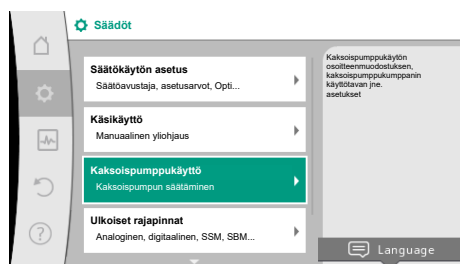 Säädöt
Säätökäytön asetus
Säätöavustaja, asetusarvot, Opti...
Käsikäyttö
Manuaalinen yliohjaus
Kaksoispumppukäyttö
Kaksoispumpun säätäminen
Ulkoiset rajapinnat
Analoginen, digitaalinen, SSM, SBM...
Kaksoispumppukäytön
osoitteenmuodostuksen,
kaksoispumppukumppanin
käyttötavan jne.
asetukset
Language